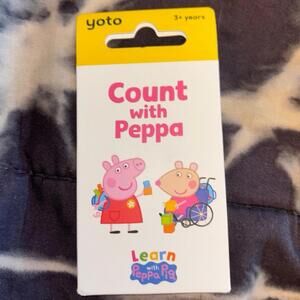 yoto
3+ years
Count
with
Peppa
Learn
with
Peppa Pig